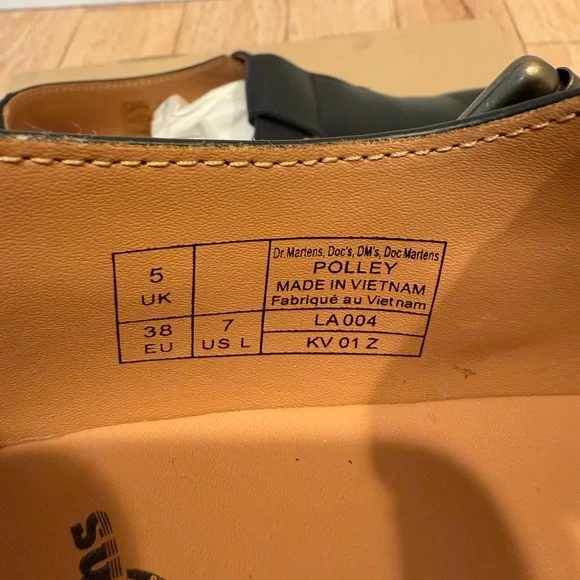 5
UK
38
EU
7
US L
Dr. Martens, Doc's, DM's, Doc Martens
POLLEY
MADE IN VIETNAM
Fabriqué au Vietnam
LA 004
KV 01 Z